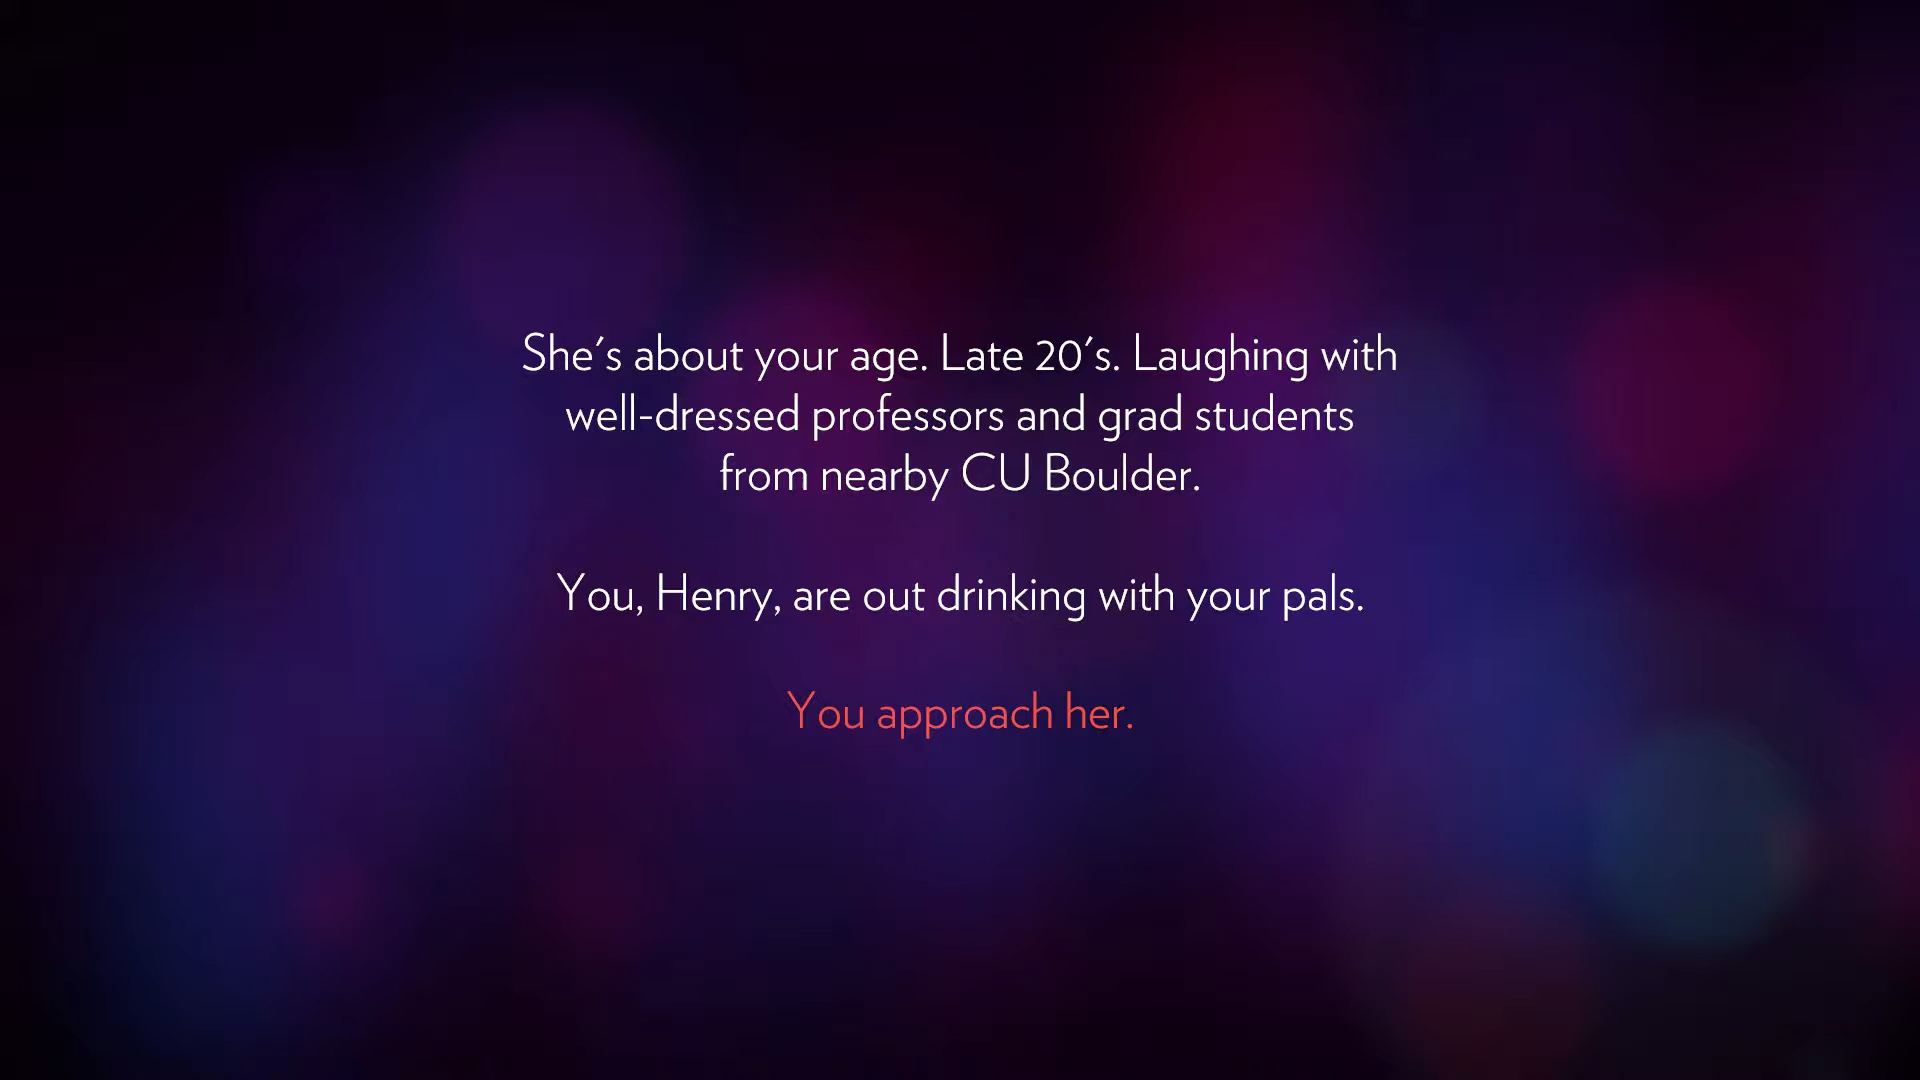 She's about your age. Late 20's. Laughing with
well-dressed professors and grad students
from nearby CU Boulder.
You, Henry, are out drinking with your pals.
You approach her.